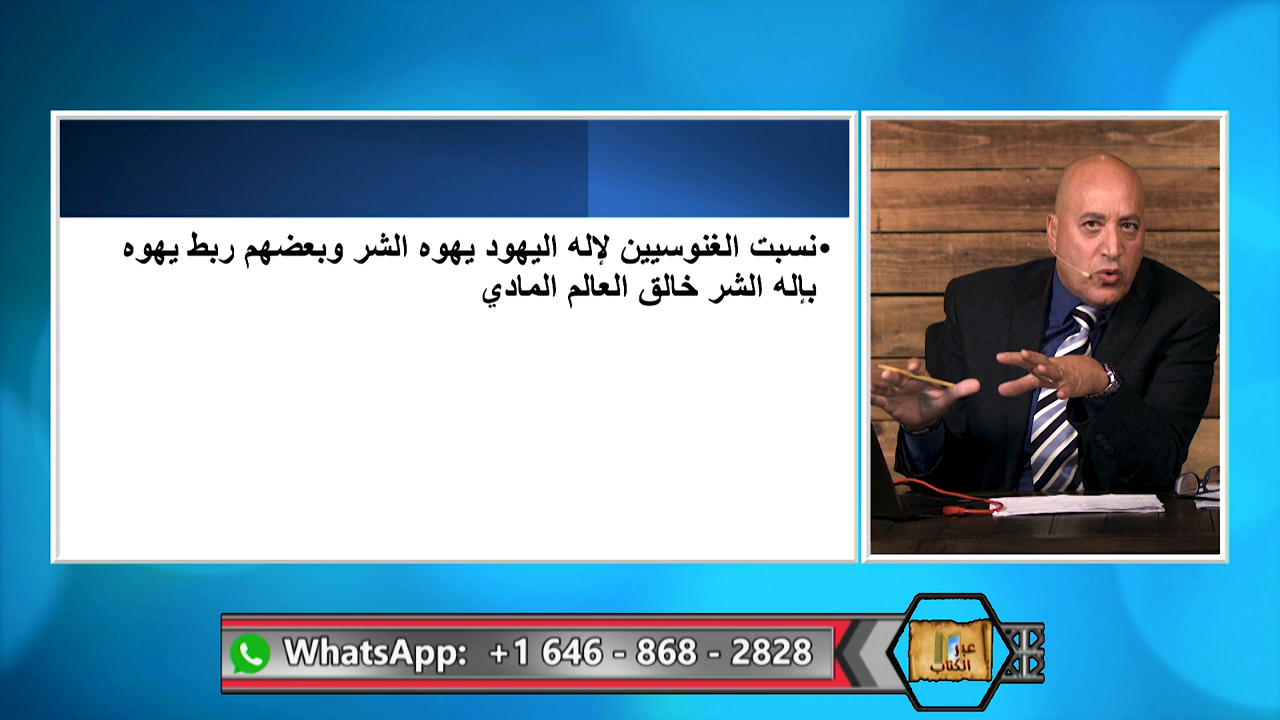 •نسبت الغنوسيين لإله اليهود يهوه الشر وبعضهم ربط يهوه
بإله الشر خالق العالم المادي
WhatsApp: +1 646 - 868 - 2828
عبر
الكتاب